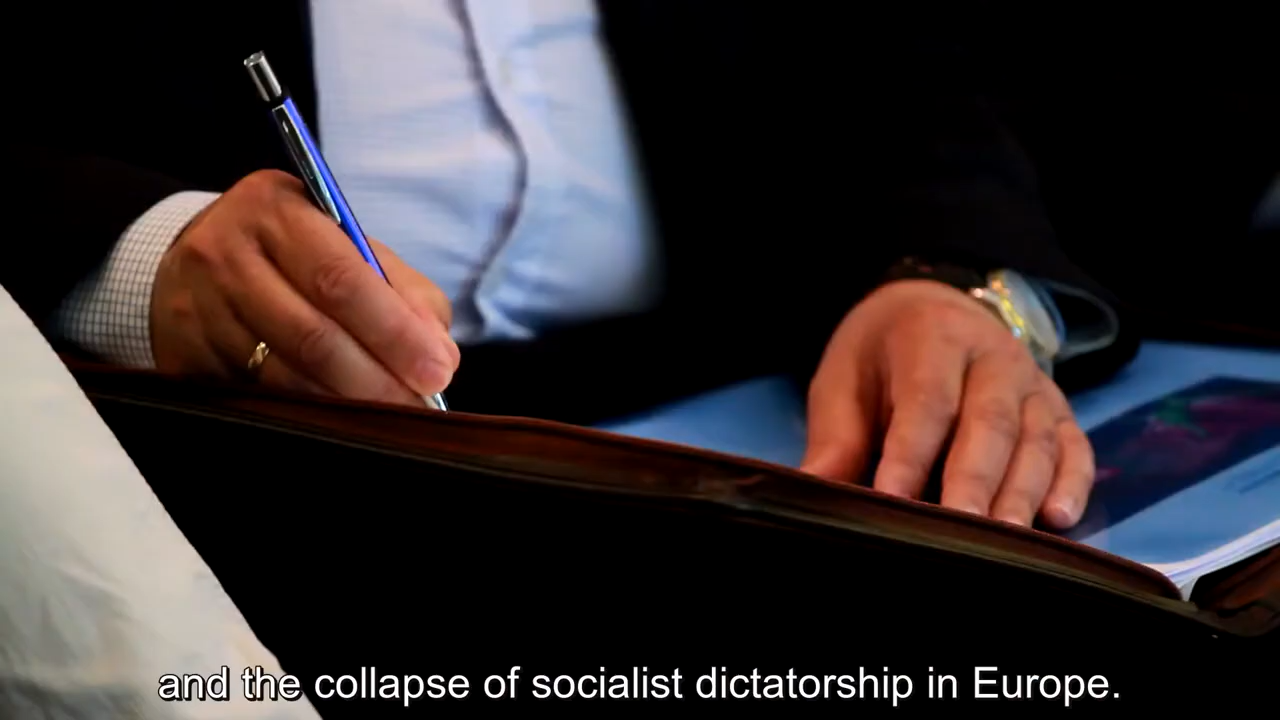 and the collapse of socialist dictatorship in Europe.